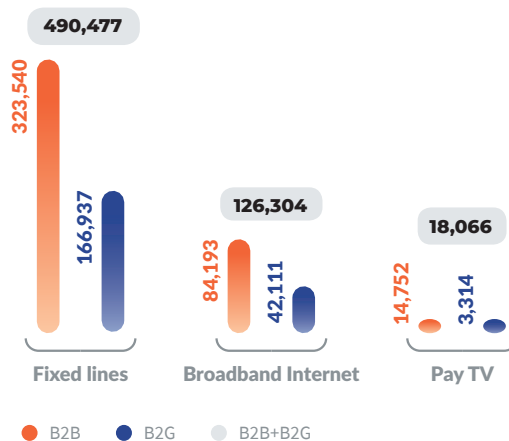 490,477
323,540
166,937
126,304
84,193
42,111
18,066
14,752
3,314
Fixed lines
Broadband Internet
Pay TV
B2B
B2G
B2B+B2G